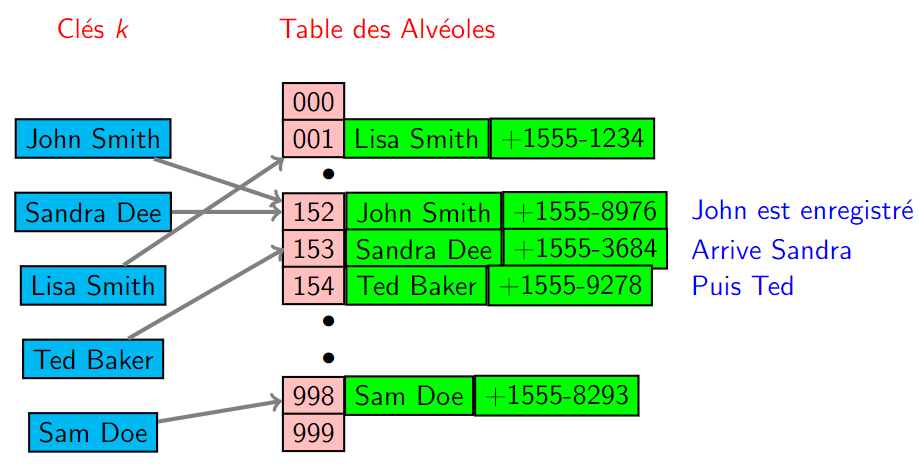 Clés k Table des Alvéoles
000
John Smith 001 Lisa Smith +1555-1234
Sandra Dee 152 John Smith +1555-8976 John est enregistré
153 Sandra Dee +1555-3684 Arrive Sandra
Lisa Smith 154 Ted Baker +1555-9278 Puis Ted
Ted Baker
998 Sam Doe +1555-8293
Sam Doe 999